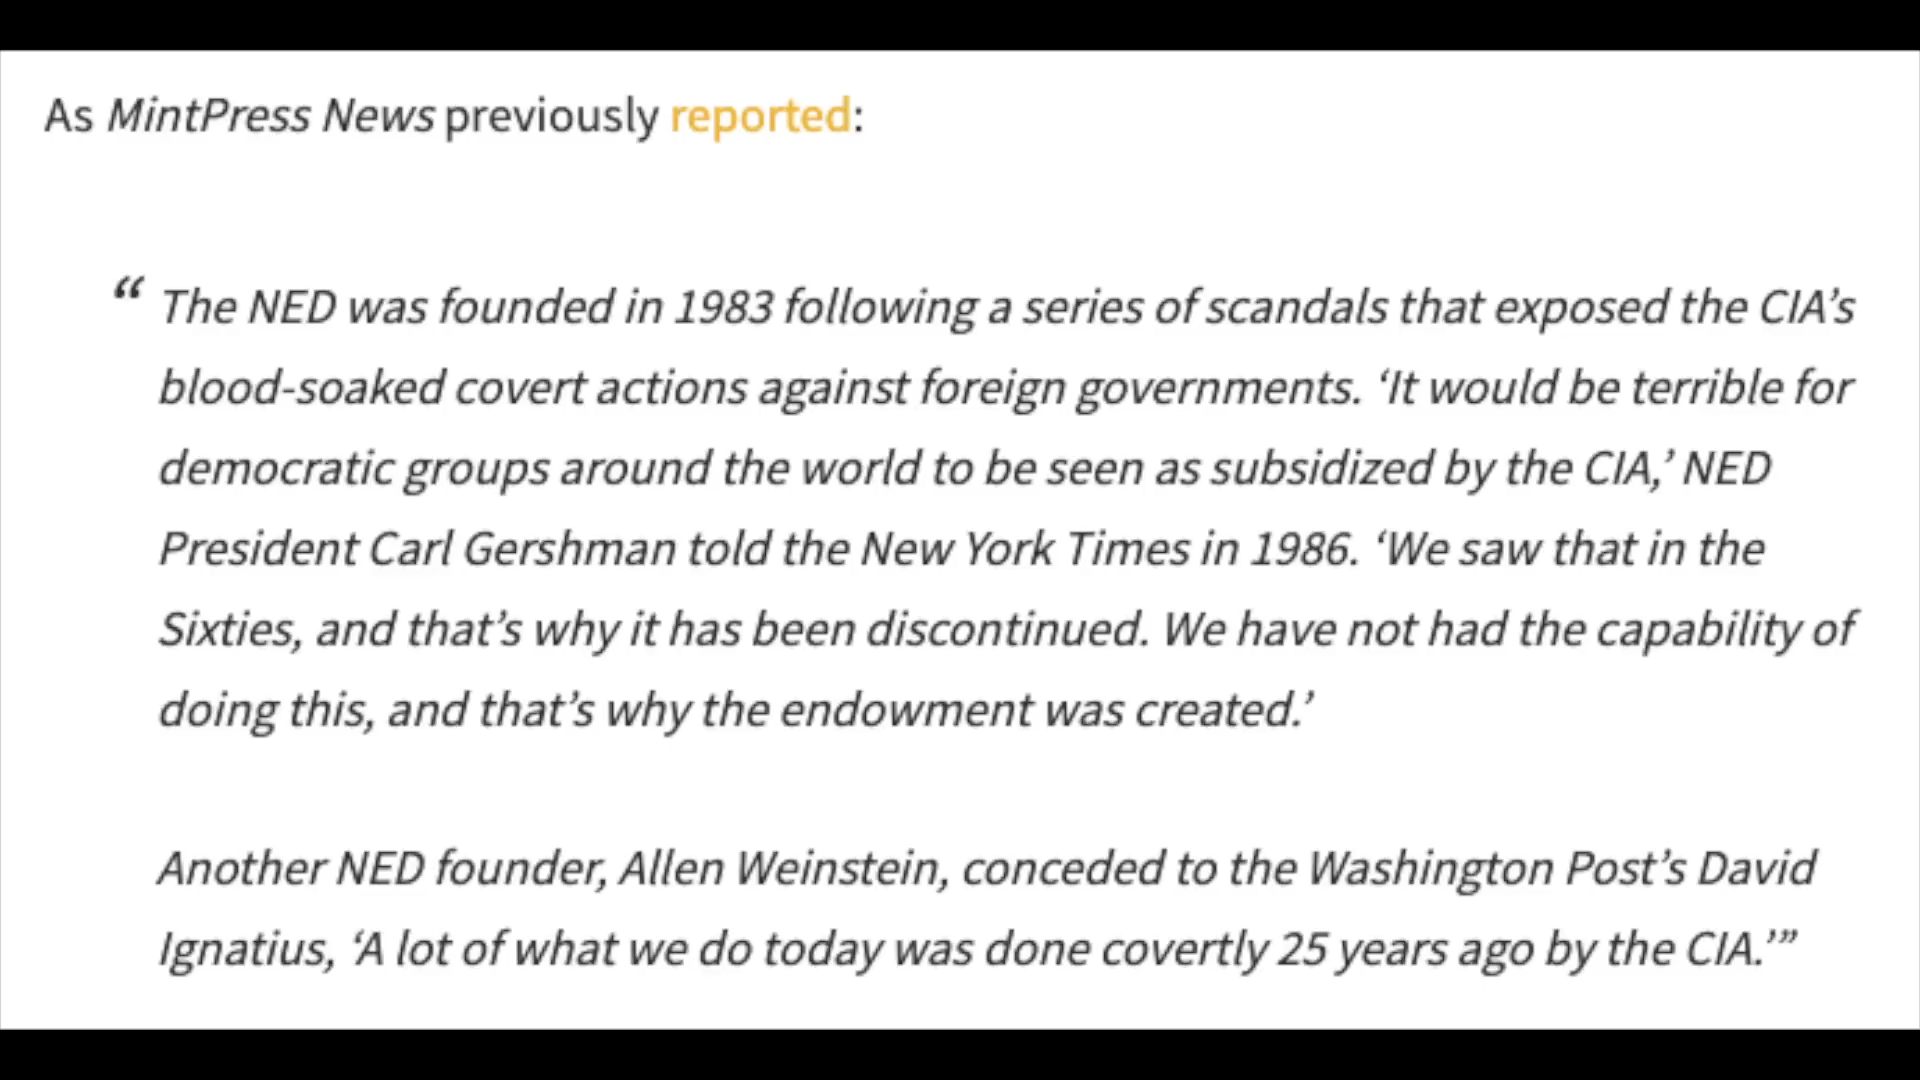 As MintPress News previously reported:
“ The NED was founded in 1983 following a series of scandals that exposed the CIA’s
blood-soaked covert actions against foreign governments. ‘It would be terrible for
democratic groups around the world to be seen as subsidized by the CIA,’ NED
President Carl Gershman told the New York Times in 1986. ‘We saw that in the
Sixties, and that’s why it has been discontinued. We have not had the capability of
doing this, and that’s why the endowment was created.’
Another NED founder, Allen Weinstein, conceded to the Washington Post’s David
Ignatius, ‘A lot of what we do today was done covertly 25 years ago by the CIA.’”